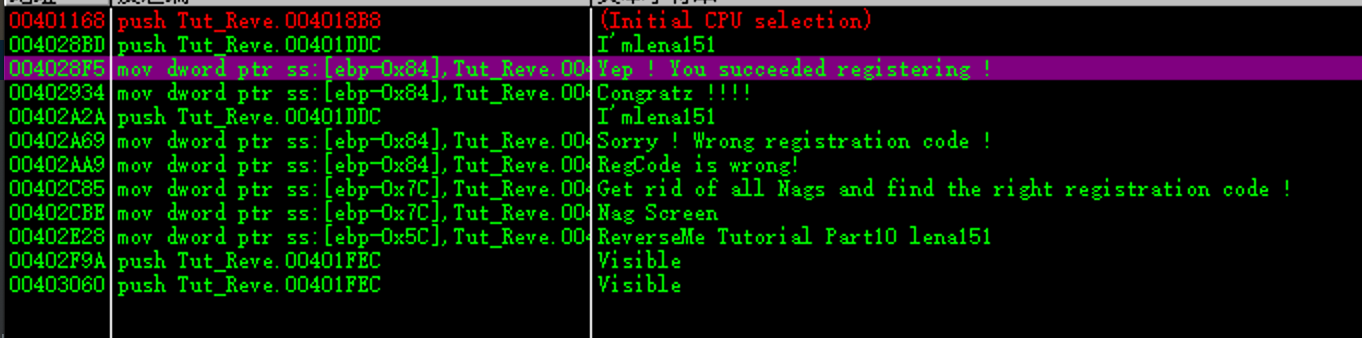 00401168 push Tut_Reve.004018B8 (Initial CPU selection)
004028BD push Tut_Reve.00401DDC I'mlena151
004028F5 mov dword ptr ss:[ebp-0x84],Tut_Reve.004 Yep ! You succeeded registering !
00402934 mov dword ptr ss:[ebp-0x84],Tut_Reve.004 Congratz !!!!
00402A2A push Tut_Reve.00401DDC I'mlena151
00402A69 mov dword ptr ss:[ebp-0x84],Tut_Reve.004 Sorry ! Wrong registration code !
00402AA9 mov dword ptr ss:[ebp-0x84],Tut_Reve.004 RegCode is wrong!
00402C85 mov dword ptr ss:[ebp-0x7C],Tut_Reve.004 Get rid of all Nags and find the right registration code !
00402CBE mov dword ptr ss:[ebp-0x7C],Tut_Reve.004 Nag Screen
00402E28 mov dword ptr ss:[ebp-0x5C],Tut_Reve.004 ReverseMe Tutorial Part10 lena151
00402F9A push Tut_Reve.00401FEC Visible
00403060 push Tut_Reve.00401FEC Visible